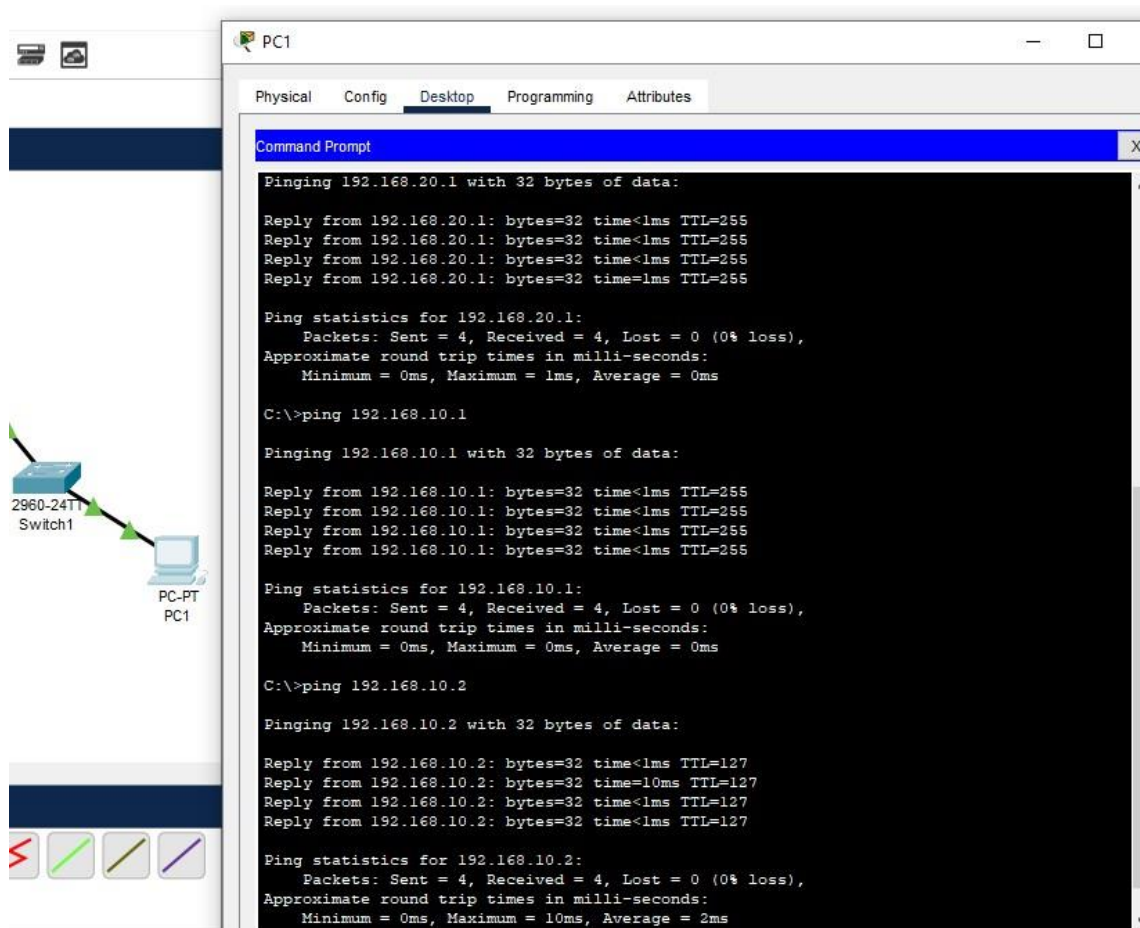 PC1
Physical Config Desktop Programming Attributes
Command Prompt X
Pinging 192.168.20.1 with 32 bytes of data:
Reply from 192.168.20.1: bytes=32 time<1ms TTL=255
Reply from 192.168.20.1: bytes=32 time<1ms TTL=255
Reply from 192.168.20.1: bytes=32 time<1ms TTL=255
Reply from 192.168.20.1: bytes=32 time=1ms TTL=255
Ping statistics for 192.168.20.1:
Packets: Sent = 4, Received = 4, Lost = 0 (0% loss),
Approximate round trip times in milli-seconds:
Minimum = 0ms, Maximum = 1ms, Average = 0ms
C:\>ping 192.168.10.1
Pinging 192.168.10.1 with 32 bytes of data:
Reply from 192.168.10.1: bytes=32 time<1ms TTL=255
Reply from 192.168.10.1: bytes=32 time<1ms TTL=255
Reply from 192.168.10.1: bytes=32 time<1ms TTL=255
Reply from 192.168.10.1: bytes=32 time<1ms TTL=255
Ping statistics for 192.168.10.1:
Packets: Sent = 4, Received = 4, Lost = 0 (0% loss),
Approximate round trip times in milli-seconds:
Minimum = 0ms, Maximum = 0ms, Average = 0ms
C:\>ping 192.168.10.2
Pinging 192.168.10.2 with 32 bytes of data:
Reply from 192.168.10.2: bytes=32 time<1ms TTL=127
Reply from 192.168.10.2: bytes=32 time=10ms TTL=127
Reply from 192.168.10.2: bytes=32 time<1ms TTL=127
Reply from 192.168.10.2: bytes=32 time<1ms TTL=127
Ping statistics for 192.168.10.2:
Packets: Sent = 4, Received = 4, Lost = 0 (0% loss),
Approximate round trip times in milli-seconds:
Minimum = 0ms, Maximum = 10ms, Average = 2ms
2960-24TT
Switch1
PC-PT
PC1